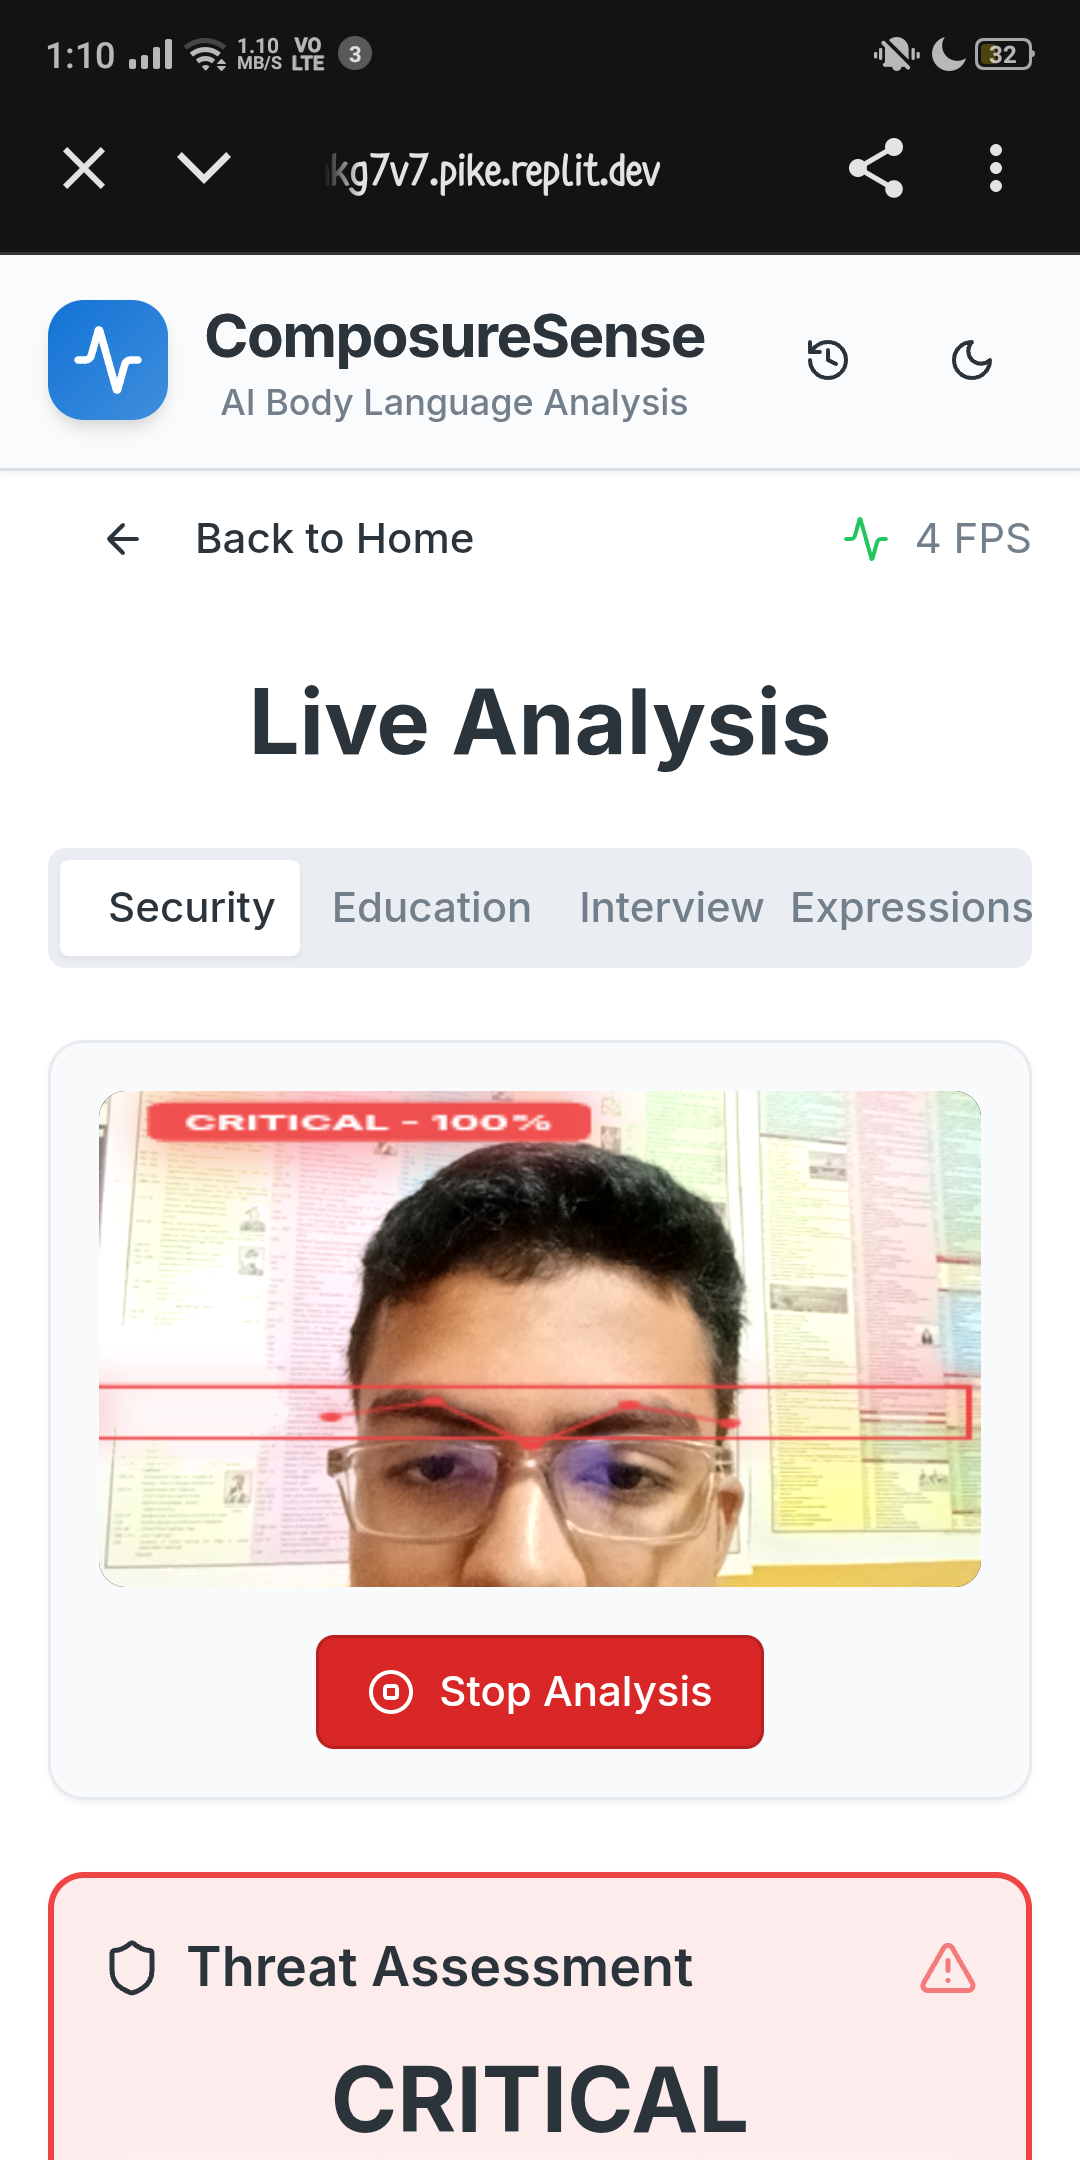 1:10 1.10 MB/S VO LTE 3 32
kg7v7.pike.replit.dev
ComposureSense
AI Body Language Analysis
Back to Home 4 FPS
Live Analysis
Security Education Interview Expressions
CRITICAL - 100%
Stop Analysis
Threat Assessment
CRITICAL